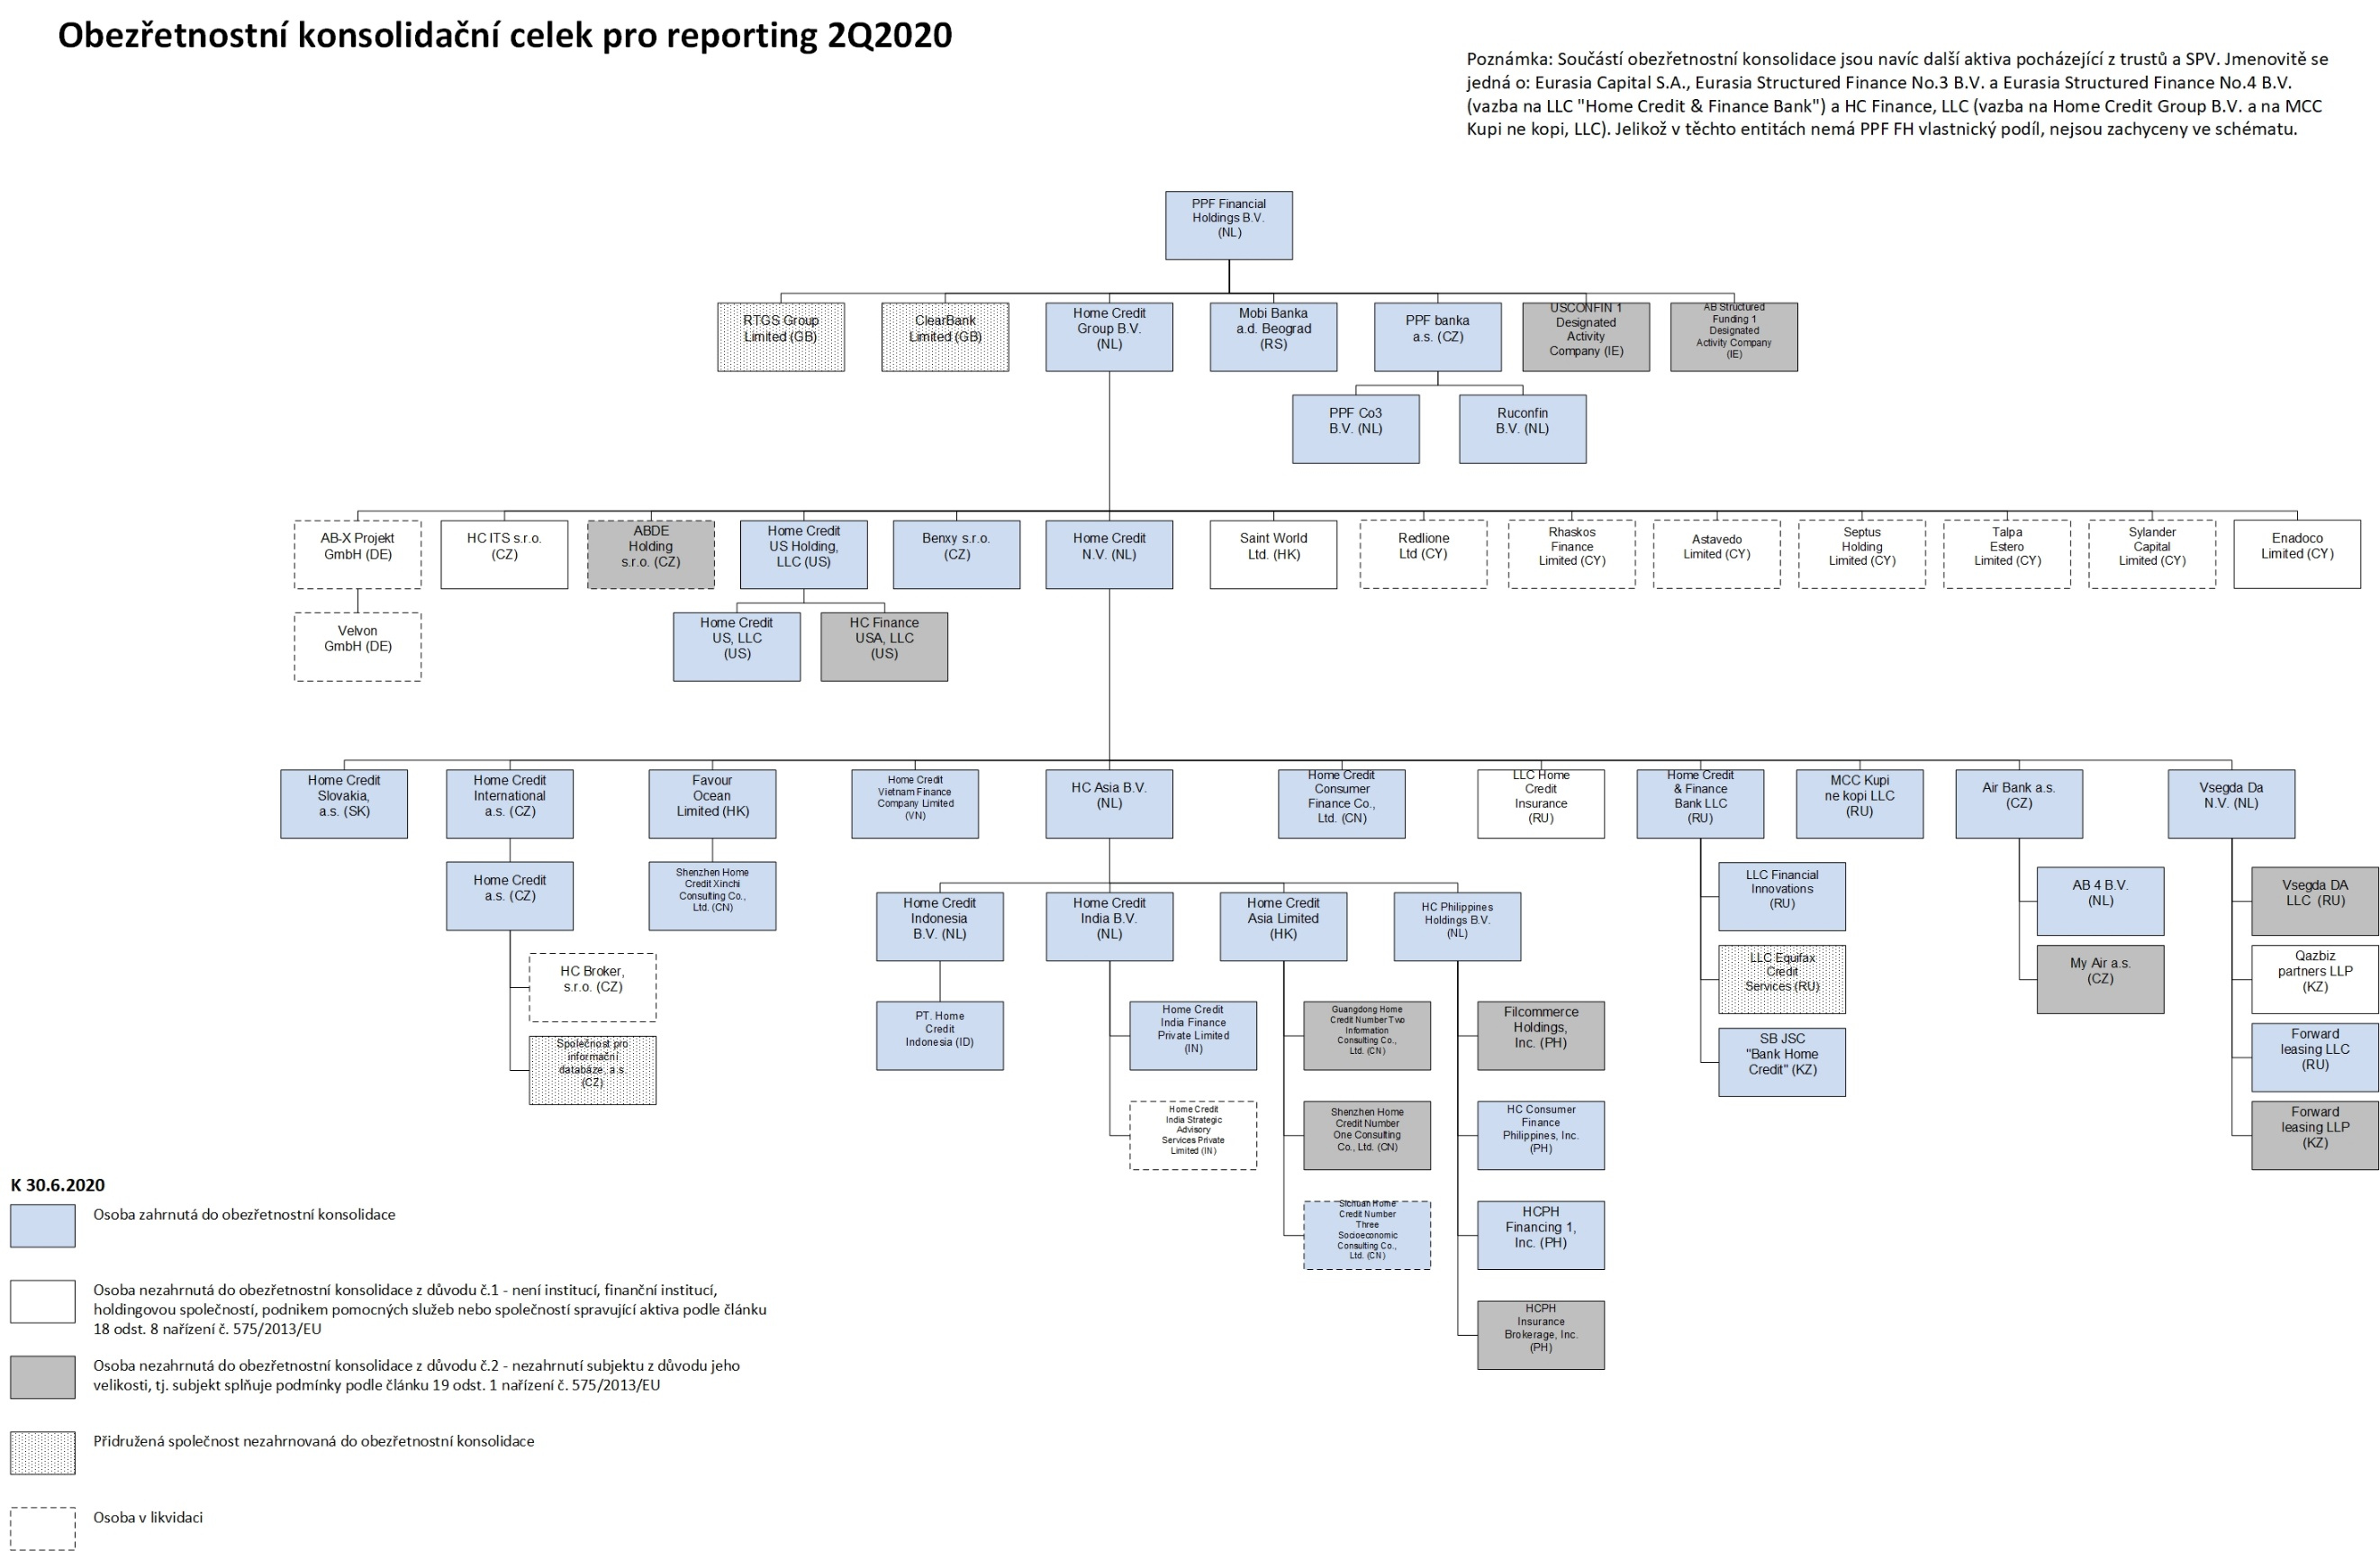 Obezřetnostní konsolidační celek pro reporting 2Q2020
Poznámka: Součástí obezřetnostní konsolidace jsou navíc další aktiva pocházející z trustů a SPV. Jmenovitě se
jedná o: Eurasia Capital S.A., Eurasia Structured Finance No.3 B.V. a Eurasia Structured Finance No.4 B.V.
(vazba na LLC "Home Credit & Finance Bank") a HC Finance, LLC (vazba na Home Credit Group B.V. a na MCC
Kupi ne kopi, LLC). Jelikož v těchto entitách nemá PPF FH vlastnický podíl, nejsou zachyceny ve schématu.
PPF Financial
Holdings B.V.
(NL)
RTGS Group
Limited (GB)
ClearBank
Limited (GB)
Home Credit
Group B.V.
(NL)
Mobi Banka
a.d. Beograd
(RS)
PPF banka
a.s. (CZ)
USCONFIN 1
Designated
Activity
Company (IE)
AB Structured
Funding 1
Designated
Activity Company
(IE)
PPF Co3
B.V. (NL)
Ruconfin
B.V. (NL)
AB-X Projekt
GmbH (DE)
HC ITS s.r.o.
(CZ)
ABDE
Holding
s.r.o. (CZ)
Home Credit
US Holding,
LLC (US)
Benxy s.r.o.
(CZ)
Home Credit
N.V. (NL)
Saint World
Ltd. (HK)
Redlione
Ltd (CY)
Rhaskos
Finance
Limited (CY)
Astavedo
Limited (CY)
Septus
Holding
Limited (CY)
Talpa
Estero
Limited (CY)
Sylander
Capital
Limited (CY)
Enadoco
Limited (CY)
Velvon
GmbH (DE)
Home Credit
US, LLC
(US)
HC Finance
USA, LLC
(US)
Home Credit
Slovakia,
a.s. (SK)
Home Credit
International
a.s. (CZ)
Favour
Ocean
Limited (HK)
Home Credit
Vietnam Finance
Company Limited
(VN)
HC Asia B.V.
(NL)
Home Credit
Consumer
Finance Co.,
Ltd. (CN)
LLC Home
Credit
Insurance
(RU)
Home Credit
& Finance
Bank LLC
(RU)
MCC Kupi
ne kopi LLC
(RU)
Air Bank a.s.
(CZ)
Vsegda Da
N.V. (NL)
Home Credit
a.s. (CZ)
Shenzhen Home
Credit Xinchi
Consulting Co.,
Ltd. (CN)
HC Broker,
s.r.o. (CZ)
Společnost pro
informační
databáze, a.s.
(CZ)
Home Credit
Indonesia
B.V. (NL)
Home Credit
India B.V.
(NL)
Home Credit
Asia Limited
(HK)
HC Philippines
Holdings B.V.
(NL)
PT. Home
Credit
Indonesia (ID)
Home Credit
India Finance
Private Limited
(IN)
Home Credit
India Strategic
Advisory
Services Private
Limited (IN)
Guangdong Home
Credit Number Two
Information
Consulting Co.,
Ltd. (CN)
Shenzhen Home
Credit Number
One Consulting
Co., Ltd. (CN)
Sichuan Home
Credit Number
Three
Socioeconomic
Consulting Co.,
Ltd. (CN)
Filcommerce
Holdings,
Inc. (PH)
HC Consumer
Finance
Philippines, Inc.
(PH)
HCPH
Financing 1,
Inc. (PH)
HCPH
Insurance
Brokerage, Inc.
(PH)
LLC Financial
Innovations
(RU)
LLC Equifax
Credit
Services (RU)
SB JSC
"Bank Home
Credit" (KZ)
AB 4 B.V.
(NL)
My Air a.s.
(CZ)
Vsegda DA
LLC (RU)
Qazbiz
partners LLP
(KZ)
Forward
leasing LLC
(RU)
Forward
leasing LLP
(KZ)
K 30.6.2020
Osoba zahrnutá do obezřetnostní konsolidace
Osoba nezahrnutá do obezřetnostní konsolidace z důvodu č.1 - není institucí, finanční institucí,
holdingovou společností, podnikem pomocných služeb nebo společností spravující aktiva podle článku
18 odst. 8 nařízení č. 575/2013/EU
Osoba nezahrnutá do obezřetnostní konsolidace z důvodu č.2 - nezahrnutí subjektu z důvodu jeho
velikosti, tj. subjekt splňuje podmínky podle článku 19 odst. 1 nařízení č. 575/2013/EU
Přidružená společnost nezahrnovaná do obezřetnostní konsolidace
Osoba v likvidaci